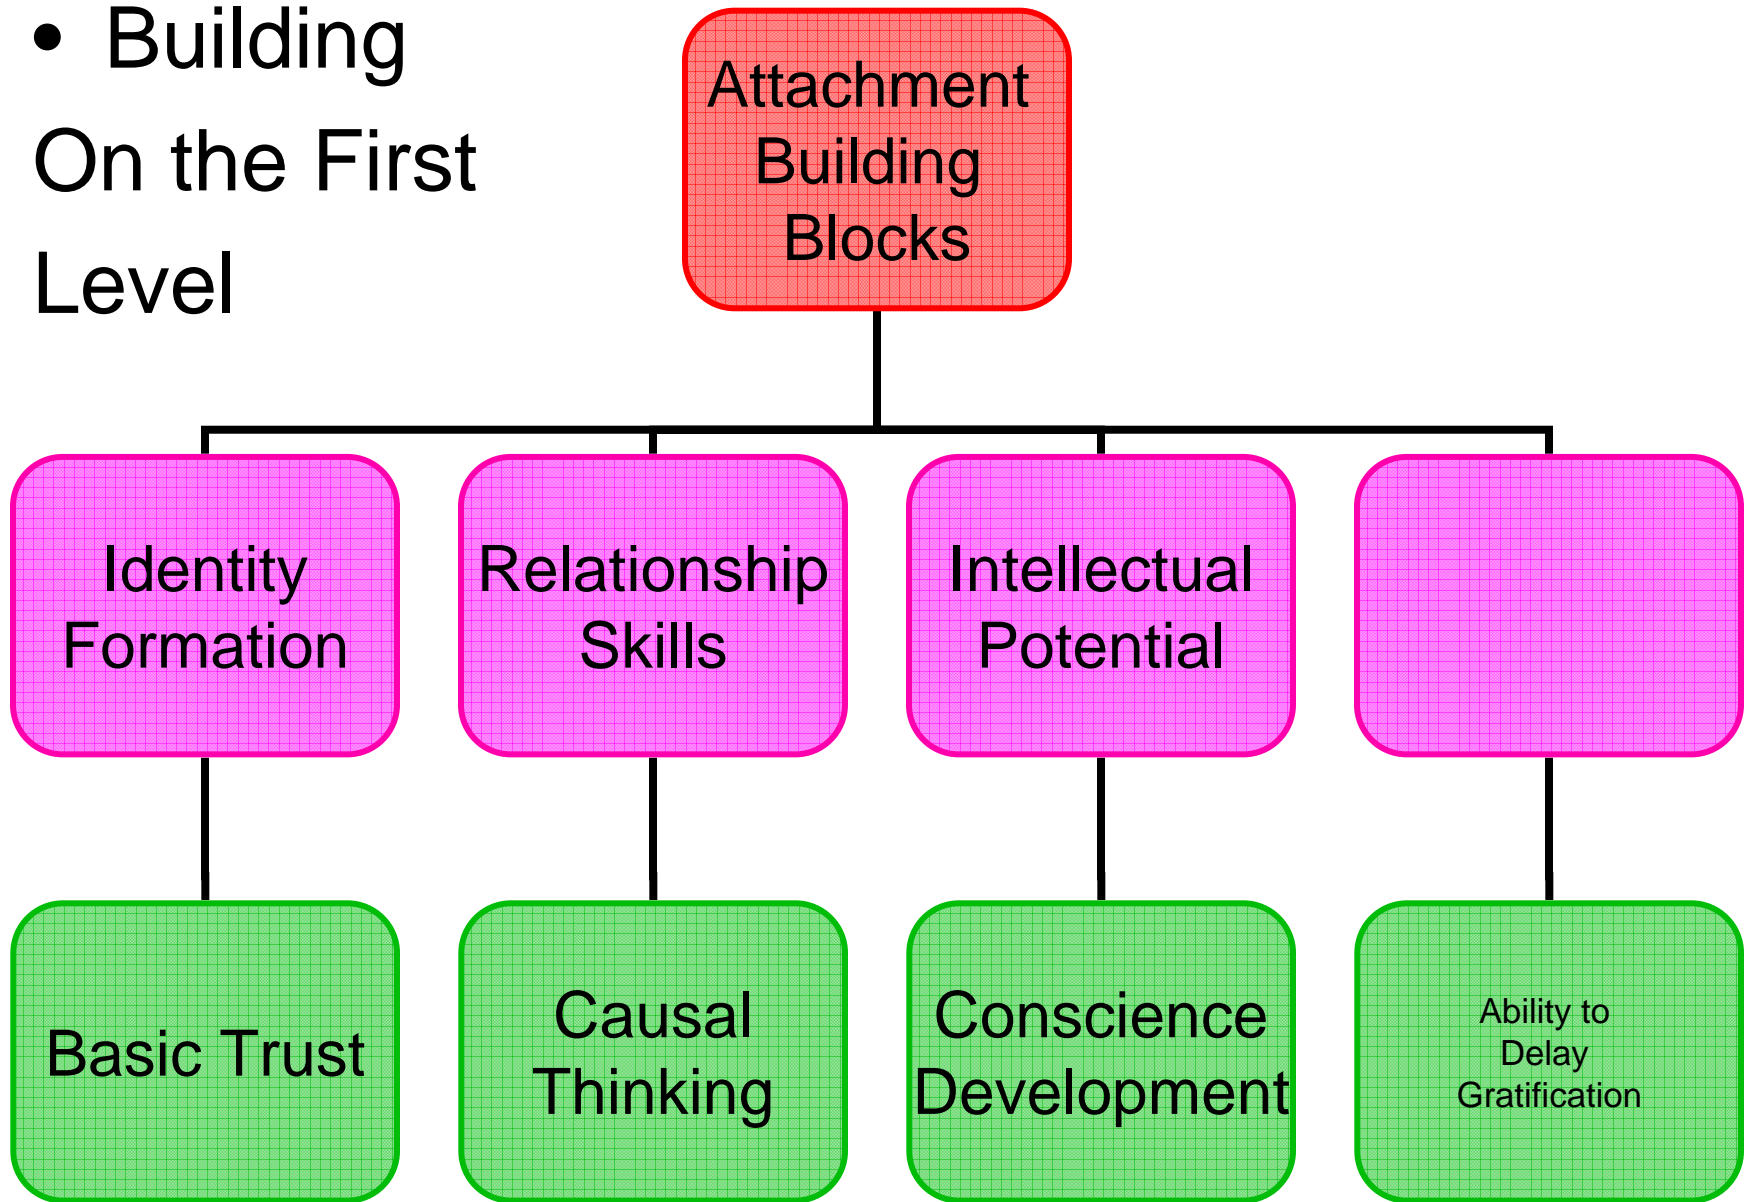 • Building
On the First
Level
Attachment
Building
Blocks
Identity
Formation
Relationship
Skills
Intellectual
Potential
Basic Trust
Causal
Thinking
Conscience
Development
Ability to
Delay
Gratification